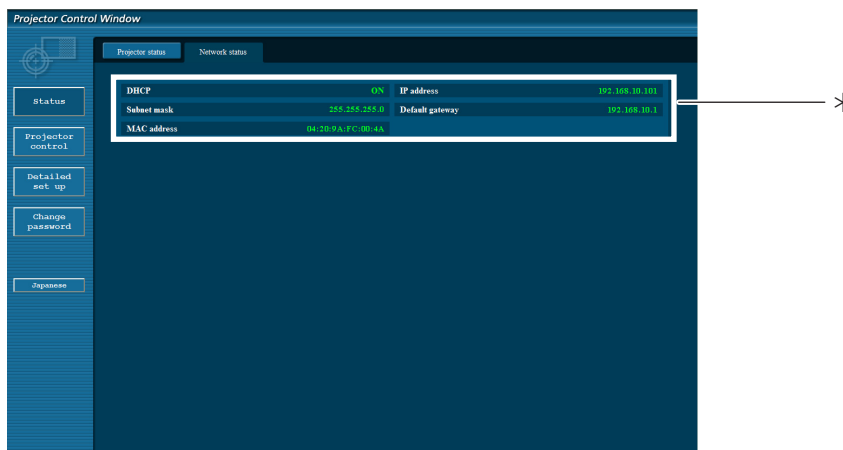 Projector Control Window
Projector status
Network status
Status
Projector
control
Detailed
set up
Change
password
Japanese
DHCP ON IP address 192.168.10.101
Subnet mask 255.255.255.0 Default gateway 192.168.10.1
MAC address 04:20:9A:FC:00:4A